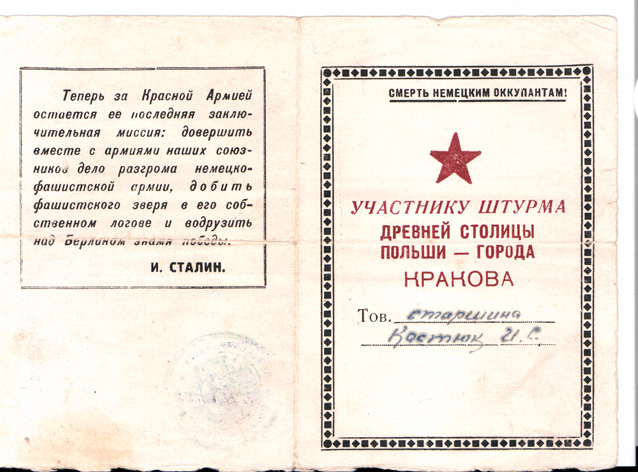 Теперь за Красной Армией
остается ее последняя заклю-
чительная миссия: довершить
вместе с армиями наших союз-
ников дело разгрома немецко-
фашистской армии, добить
фашистского зверя в его соб-
ственном логове и водрузить
над Берлином знамя победы.
И. СТАЛИН.
СМЕРТЬ НЕМЕЦКИМ ОККУПАНТАМ!
УЧАСТНИКУ ШТУРМА
ДРЕВНЕЙ СТОЛИЦЫ
ПОЛЬШИ — ГОРОДА
КРАКОВА
Тов. старшина
Костюк И.С.